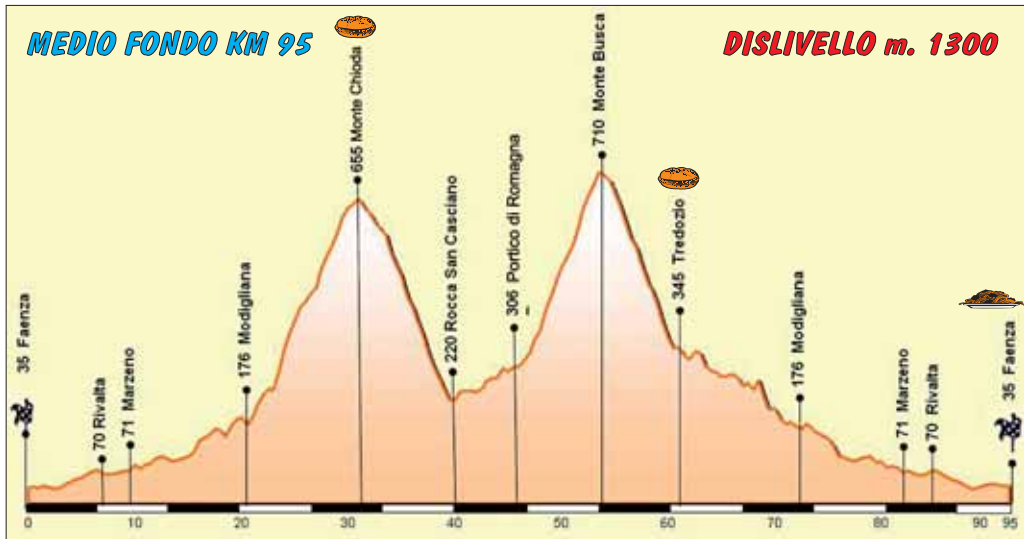 MEDIO FONDO KM 95
DISLIVELLO m. 1300
35 Faenza
70 Rivalta
71 Marzeno
176 Modigliana
655 Monte Chioda
220 Rocca San Casciano
306 Portico di Romagna
710 Monte Busca
345 Tredozio
176 Modigliana
71 Marzeno
70 Rivalta
35 Faenza
0 10 20 30 40 50 60 70 80 90 95